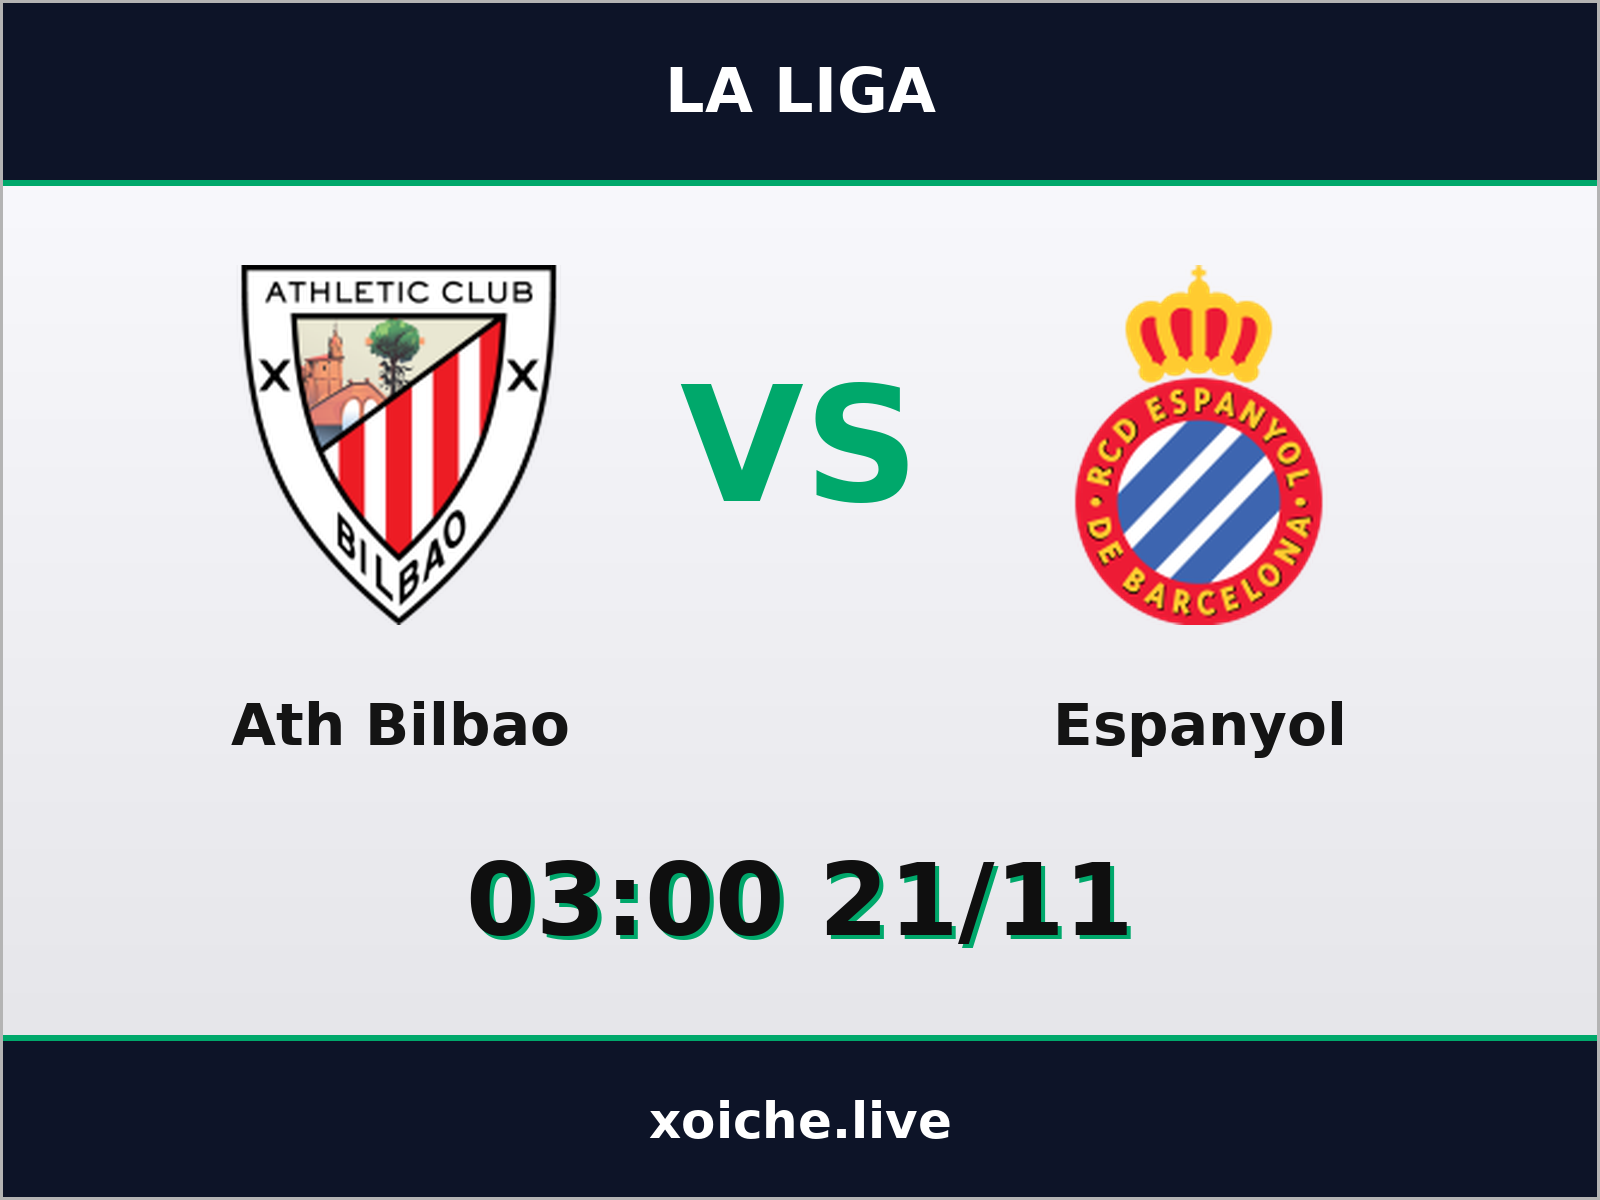 LA LIGA
ATHLETIC CLUB
BILBAO
VS
RCD ESPANYOL
DE BARCELONA
Ath Bilbao
Espanyol
03:00 21/11
xoiche.live